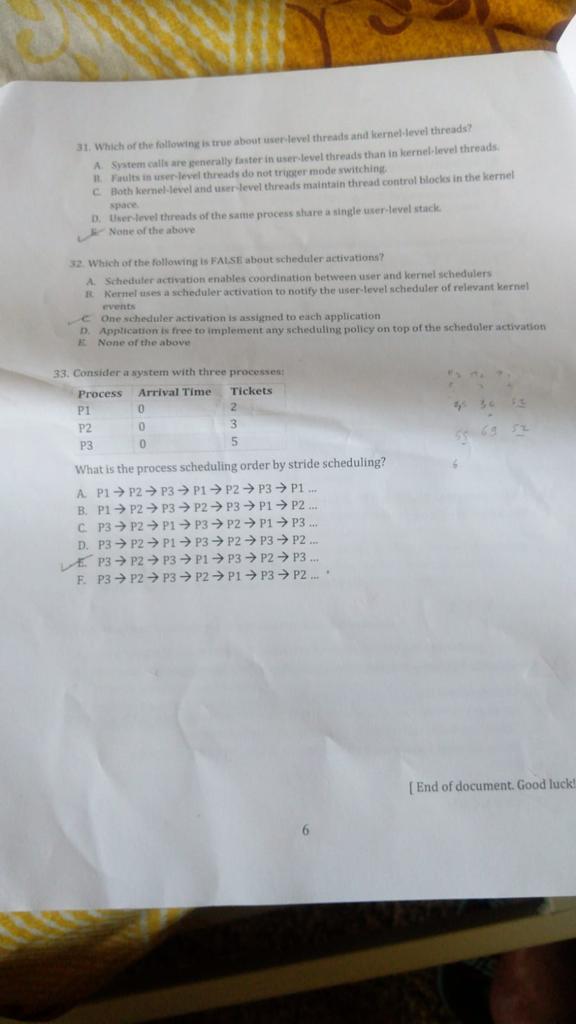 31. Which of the following is true about user-level threads and kernel-level threads?
A. System calls are generally faster in user-level threads than in kernel-level threads.
B. Faults in user-level threads do not trigger mode switching.
C. Both kernel-level and user-level threads maintain thread control blocks in the kernel
space.
D. User-level threads of the same process share a single user-level stack.
E. None of the above
32. Which of the following is FALSE about scheduler activations?
A. Scheduler activation enables coordination between user and kernel schedulers
B. Kernel uses a scheduler activation to notify the user-level scheduler of relevant kernel
events
C. One scheduler activation is assigned to each application
D. Application is free to implement any scheduling policy on top of the scheduler activation
E. None of the above
33. Consider a system with three processes:
Process Arrival Time Tickets
P1 0 2
P2 0 3
P3 0 5
What is the process scheduling order by stride scheduling?
A. P1 → P2 → P3 → P1 → P2 → P3 → P1 ...
B. P1 → P2 → P3 → P2 → P3 → P1 → P2 ...
C. P3 → P2 → P1 → P3 → P2 → P1 → P3 ...
D. P3 → P2 → P1 → P3 → P2 → P3 → P2 ...
E. P3 → P2 → P3 → P1 → P3 → P2 → P3 ...
F. P3 → P2 → P3 → P2 → P1 → P3 → P2 ...
[ End of document. Good luck!
6